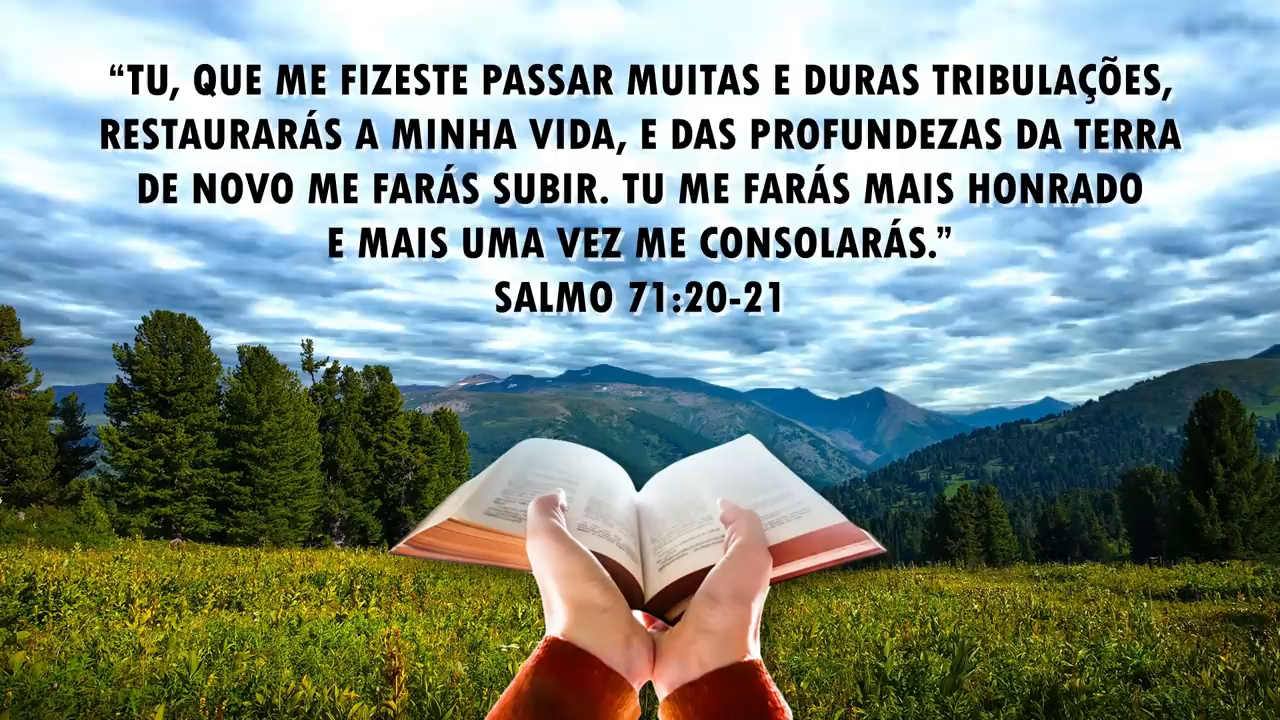 “TU, QUE ME FIZESTE PASSAR MUITAS E DURAS TRIBULAÇÕES,
RESTAURARÁS A MINHA VIDA, E DAS PROFUNDEZAS DA TERRA
DE NOVO ME FARÁS SUBIR. TU ME FARÁS MAIS HONRADO
E MAIS UMA VEZ ME CONSOLARÁS.”
SALMO 71:20-21